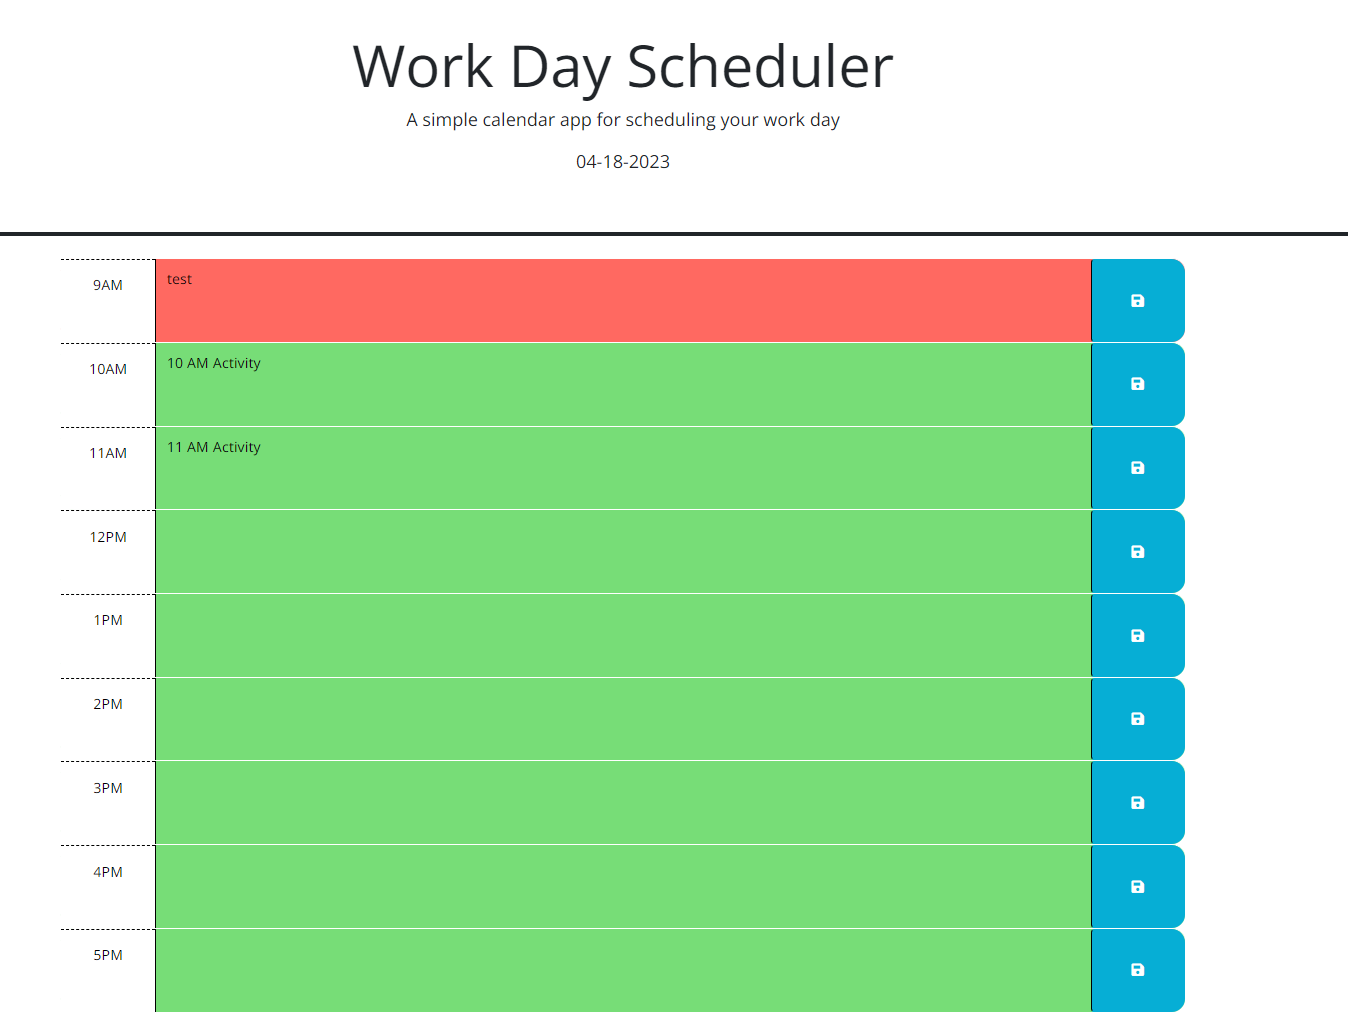 Work Day Scheduler
A simple calendar app for scheduling your work day
04-18-2023
9AM
test
10AM
10 AM Activity
11AM
11 AM Activity
12PM
1PM
2PM
3PM
4PM
5PM